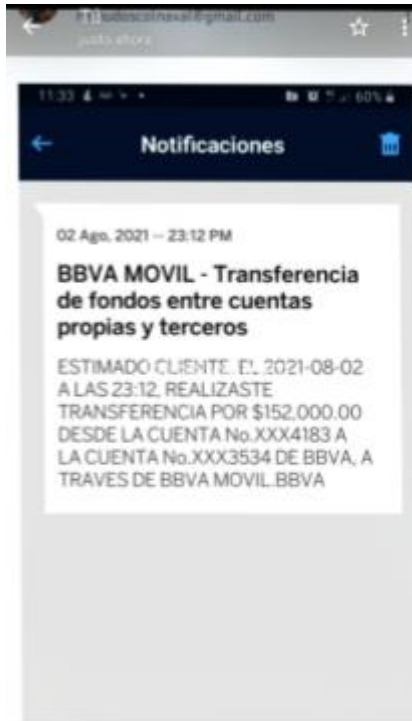 @gmail.com
justo ahora
11:33
60%
Notificaciones
02 Ago, 2021 -- 23:12 PM
BBVA MOVIL - Transferencia
de fondos entre cuentas
propias y terceros
ESTIMADO CLIENTE. EL 2021-08-02
A LAS 23:12, REALIZASTE
TRANSFERENCIA POR $152,000.00
DESDE LA CUENTA No.XXX4183 A
LA CUENTA No.XXX3534 DE BBVA, A
TRAVES DE BBVA MOVIL.BBVA